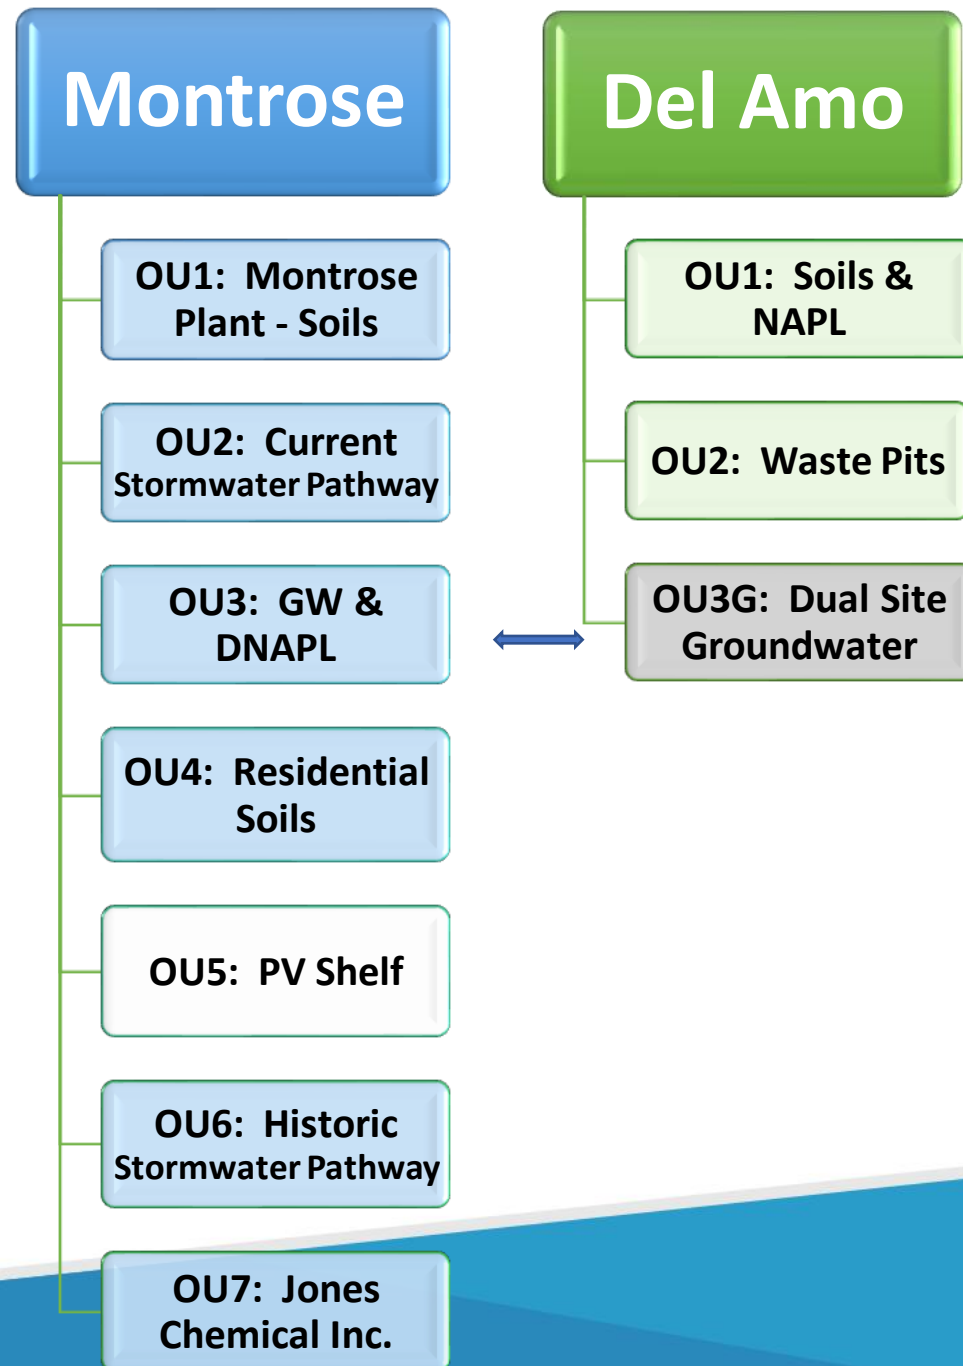 Montrose
OU1: Montrose
Plant - Soils
OU2: Current
Stormwater Pathway
OU3: GW &
DNAPL
OU4: Residential
Soils
OU5: PV Shelf
OU6: Historic
Stormwater Pathway
OU7: Jones
Chemical Inc.
Del Amo
OU1: Soils &
NAPL
OU2: Waste Pits
OU3G: Dual Site
Groundwater